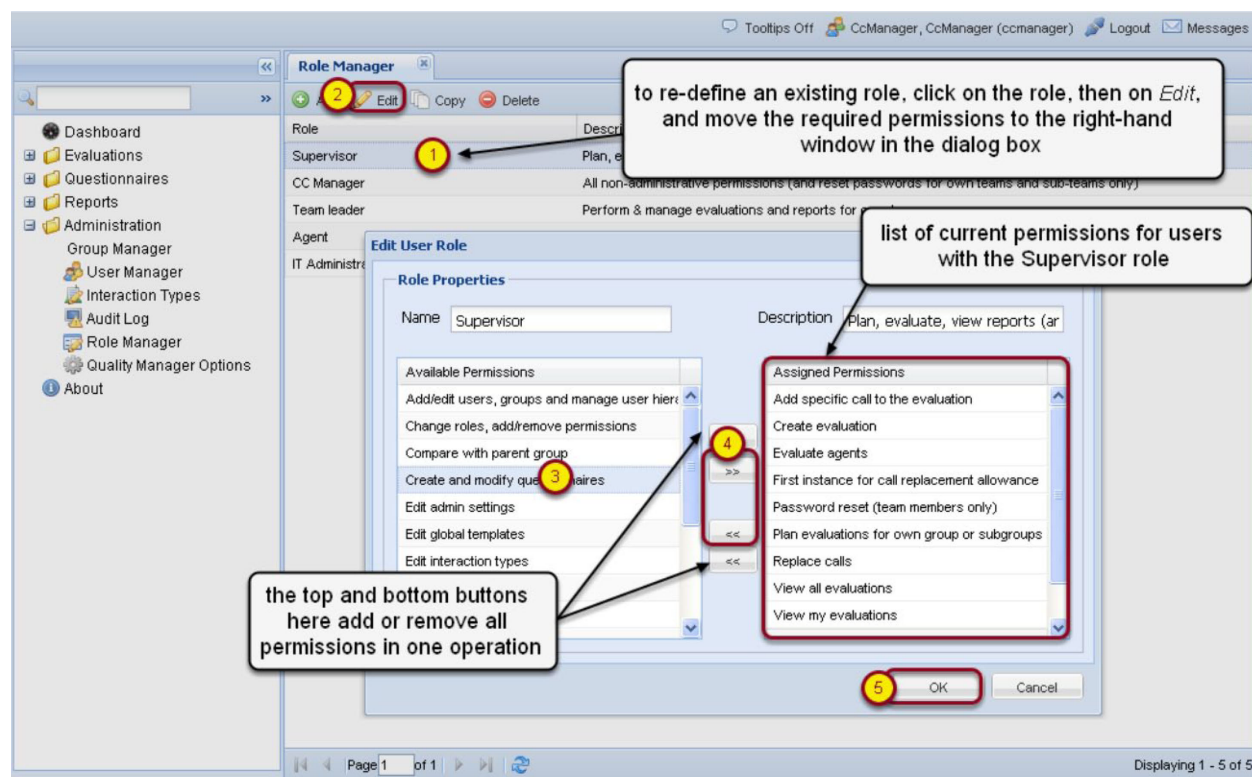 Tooltips Off CcManager, CcManager (ccmanager) Logout Messages
Role Manager
2 Edit Copy Delete
to re-define an existing role, click on the role, then on Edit,
and move the required permissions to the right-hand
window in the dialog box
Dashboard
Evaluations
Questionnaires
Reports
Administration
Group Manager
User Manager
Interaction Types
Audit Log
Role Manager
Quality Manager Options
About
Role
Supervisor 1 Plan,
CC Manager All non-administrative permissions (and reset passwords for own teams and sub-teams only)
Team leader Perform & manage evaluations and reports for
Agent
IT
list of current permissions for users
with the Supervisor role
Edit User Role
Role Properties
Name Supervisor Description Plan, evaluate, view reports (ar
Available Permissions
Add/edit users, groups and manage user hiera
Change roles, add/remove permissions
Compare with parent group
Create and modify 3
Edit admin settings
Edit global templates
Edit interaction types
4
>>
<<
<<
Assigned Permissions
Add specific call to the evaluation
Create evaluation
Evaluate agents
First instance for call replacement allowance
Password reset (team members only)
Plan evaluations for own group or subgroups
Replace calls
View all evaluations
View my evaluations
the top and bottom buttons
here add or remove all
permissions in one operation
5 OK Cancel
Page 1 of 1 Displaying 1 - 5 of 5